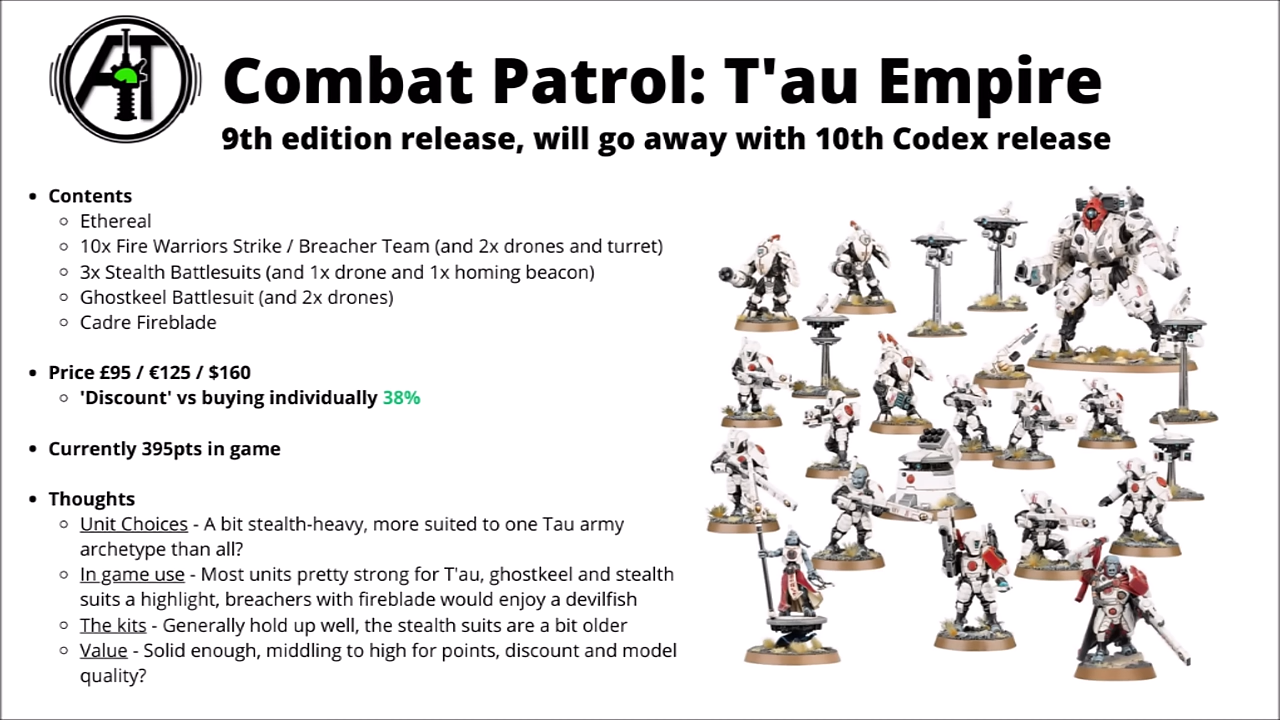 AT
Combat Patrol: T'au Empire
9th edition release, will go away with 10th Codex release
• Contents
○ Ethereal
○ 10x Fire Warriors Strike / Breacher Team (and 2x drones and turret)
○ 3x Stealth Battlesuits (and 1x drone and 1x homing beacon)
○ Ghostkeel Battlesuit (and 2x drones)
○ Cadre Fireblade
• Price £95 / €125 / $160
○ 'Discount' vs buying individually 38%
• Currently 395pts in game
• Thoughts
○ Unit Choices - A bit stealth-heavy, more suited to one Tau army
archetype than all?
○ In game use - Most units pretty strong for T'au, ghostkeel and stealth
suits a highlight, breachers with fireblade would enjoy a devilfish
○ The kits - Generally hold up well, the stealth suits are a bit older
○ Value - Solid enough, middling to high for points, discount and model
quality?